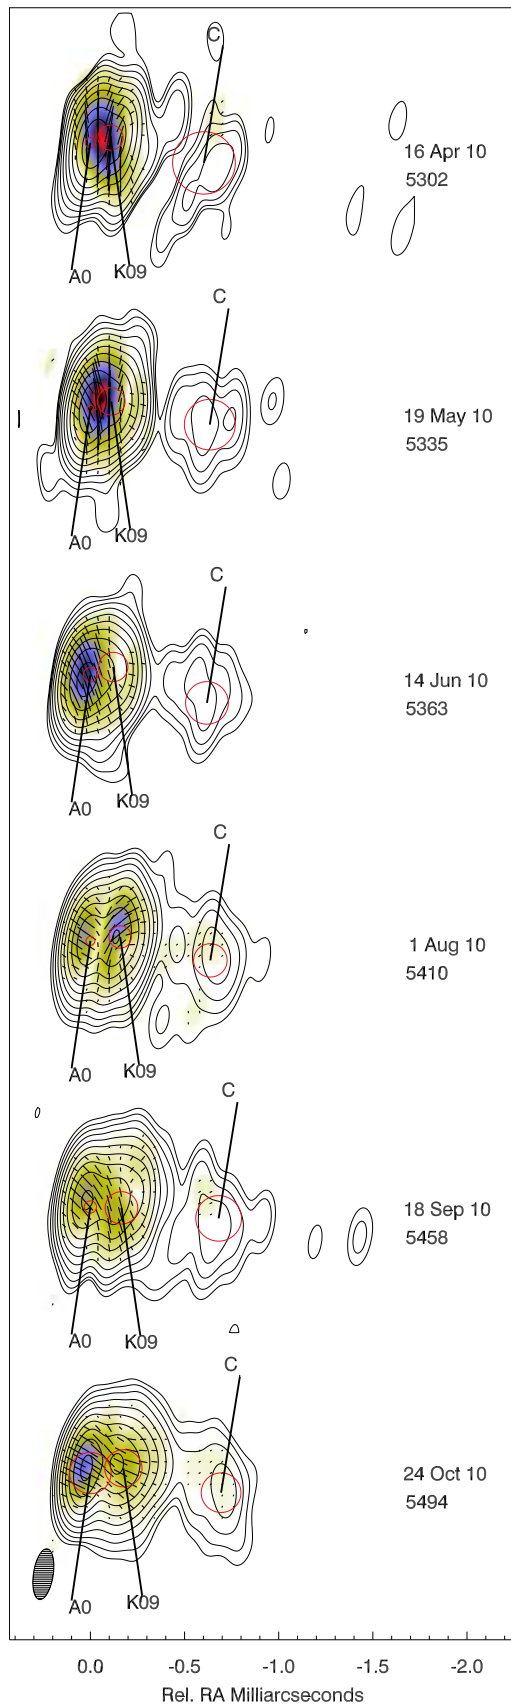 C
16 Apr 10
5302
A0
K09
C
19 May 10
5335
A0
K09
C
14 Jun 10
5363
A0
K09
C
1 Aug 10
5410
A0
K09
C
18 Sep 10
5458
A0
K09
C
24 Oct 10
5494
A0
K09
0.0 -0.5 -1.0 -1.5 -2.0
Rel. RA Milliarcseconds